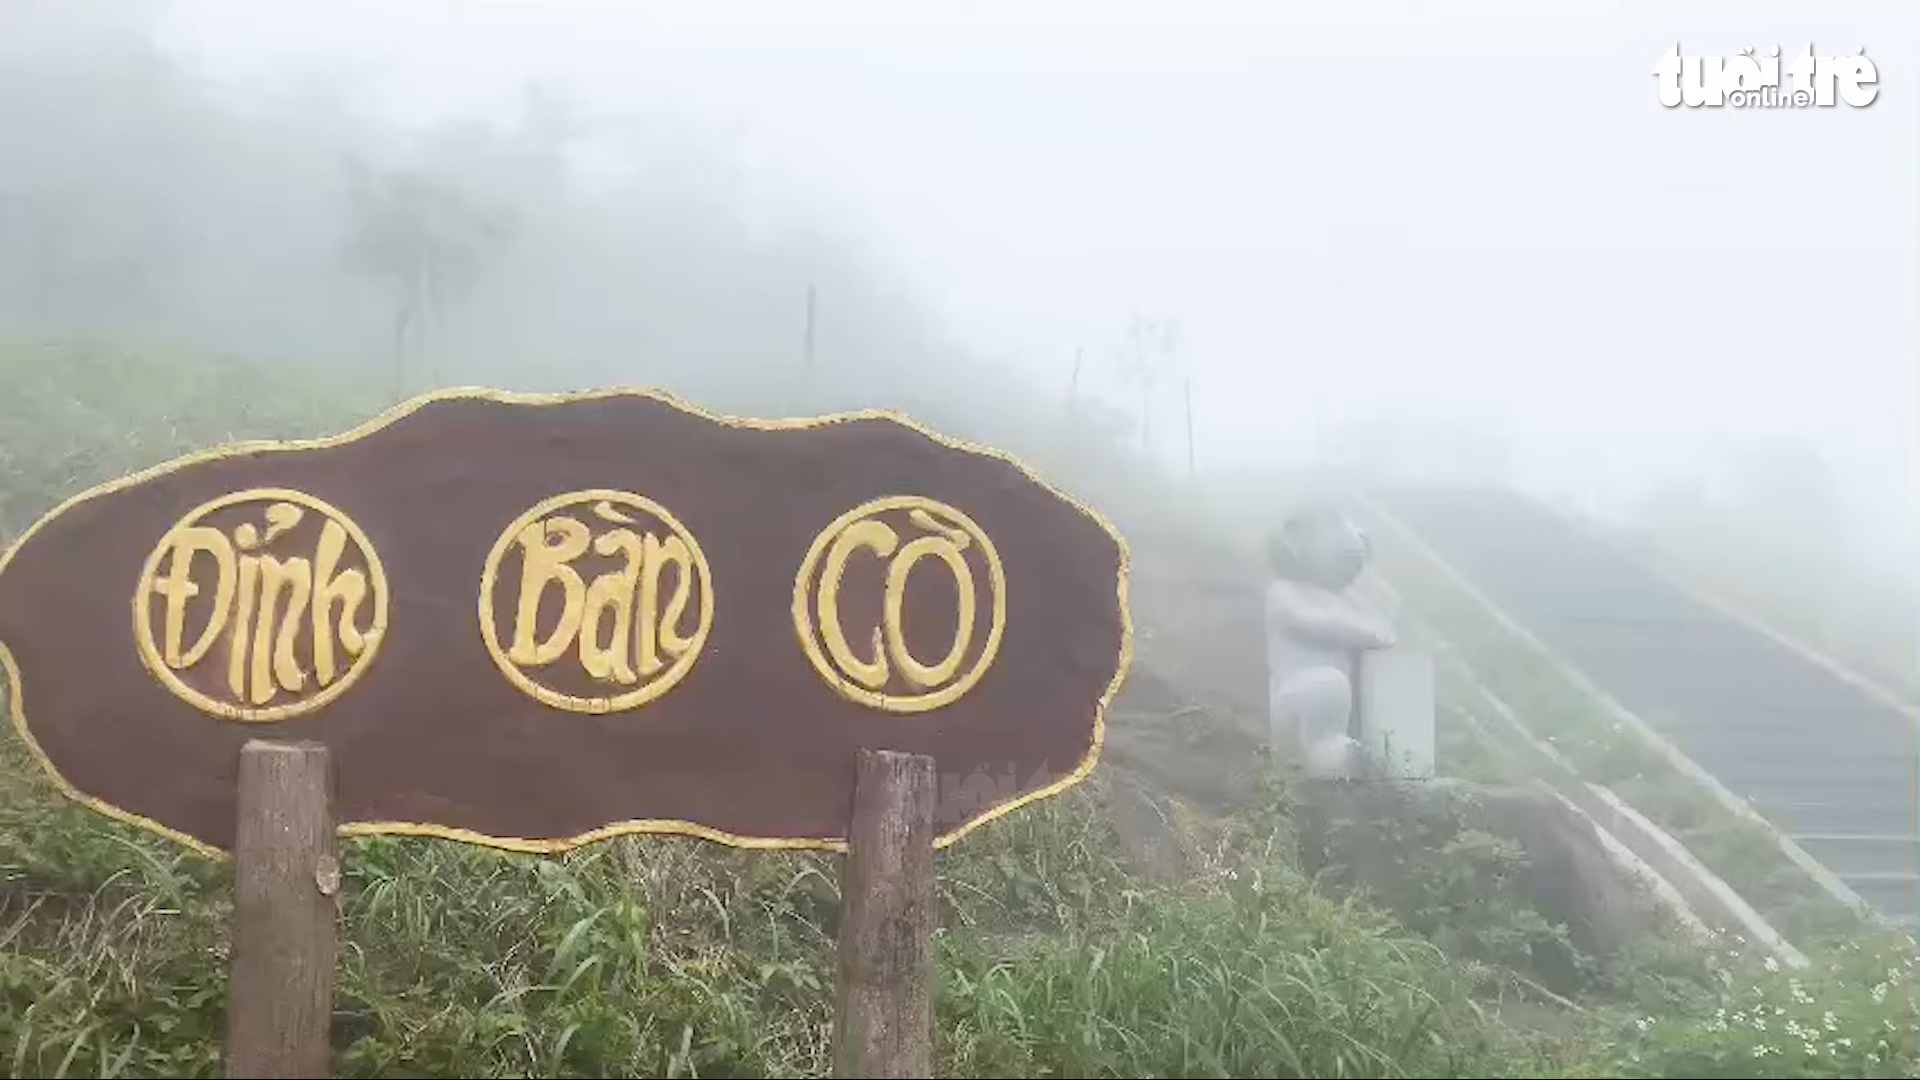 tuổi trẻ
online
Đỉnh Bàn Cờ